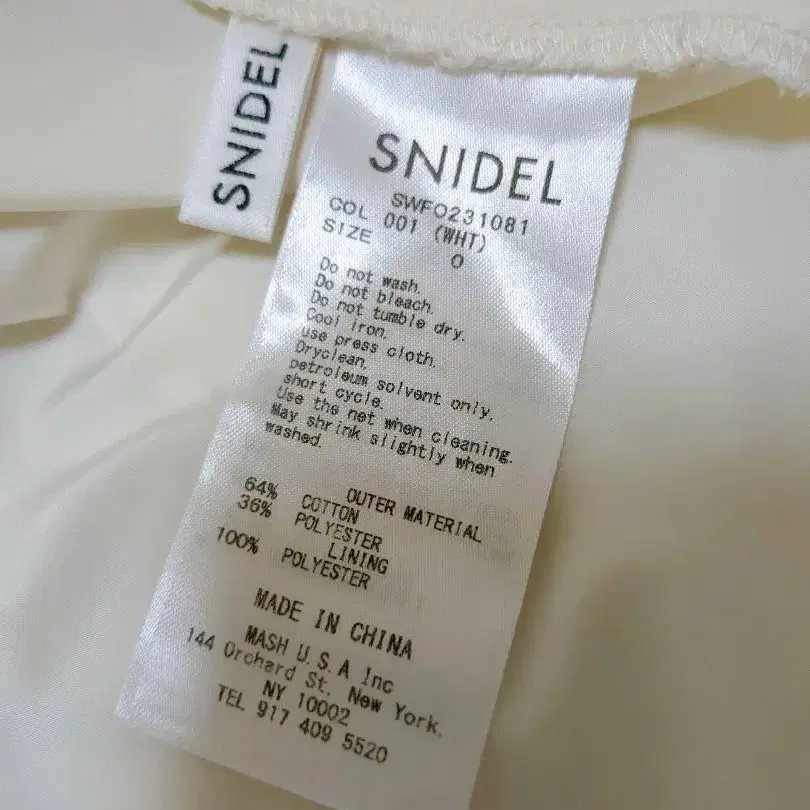 SNIDEL
SNIDEL
SWFO231081
COL 001 (WHT)
SIZE O
Do not wash.
Do not bleach.
Do not tumble dry.
Cool iron.
use press cloth.
Dryclean.
petroleum solvent only.
short cycle.
Use the net when cleaning.
May shrink slightly when
washed.
OUTER MATERIAL
64% COTTON
36% POLYESTER
LINING
100% POLYESTER
MADE IN CHINA
MASH U.S.A Inc
144 Orchard St. New York.
NY 10002
TEL 917 409 5520